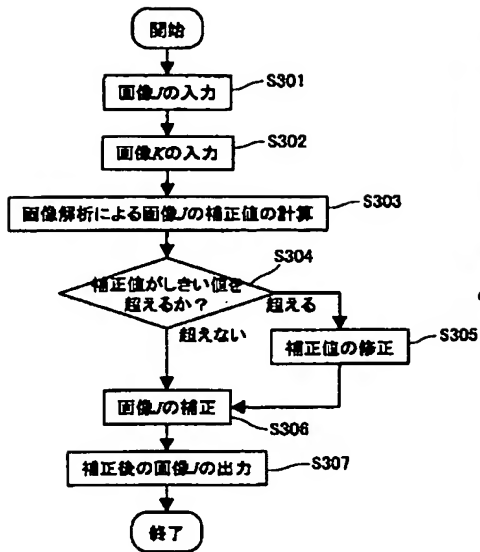 開始
画像Jの入力
S301
画像Kの入力
S302
画像解析による画像Jの補正値の計算
S303
補正値がしきい値を
超えるか？
S304
超える
超えない
補正値の修正
S305
画像Jの補正
S306
補正後の画像Jの出力
S307
終了